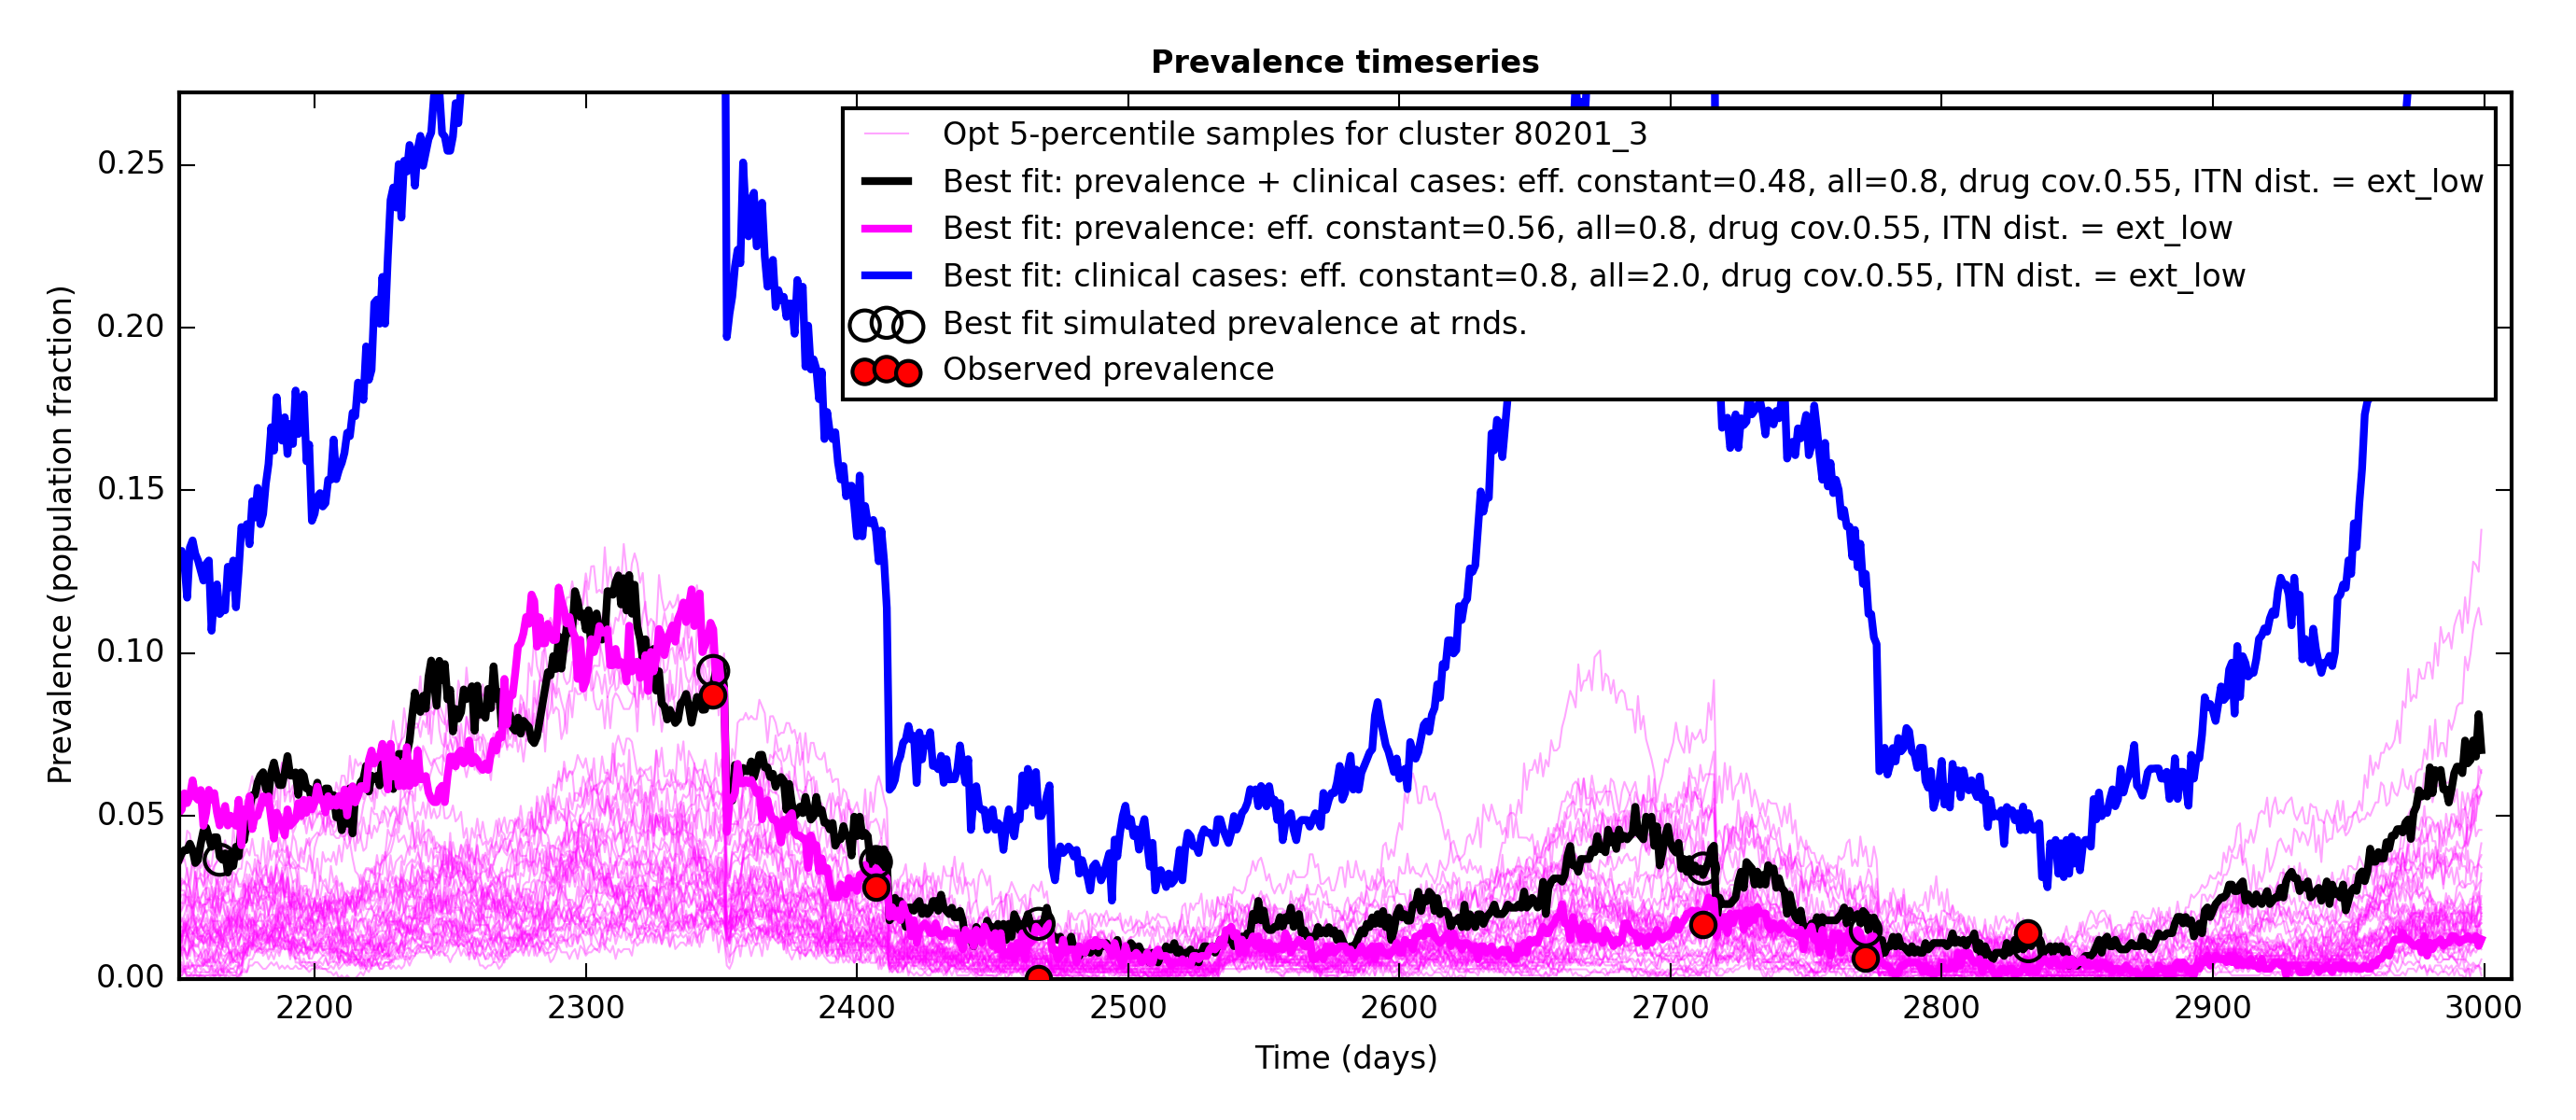 Prevalence timeseries
Opt 5-percentile samples for cluster 80201_3
Best fit: prevalence + clinical cases: eff. constant=0.48, all=0.8, drug cov.0.55, ITN dist. = ext_low
Best fit: prevalence: eff. constant=0.56, all=0.8, drug cov.0.55, ITN dist. = ext_low
Best fit: clinical cases: eff. constant=0.8, all=2.0, drug cov.0.55, ITN dist. = ext_low
Best fit simulated prevalence at rnds.
Observed prevalence
Prevalence (population fraction)
0.25
0.20
0.15
0.10
0.05
0.00
2200 2300 2400 2500 2600 2700 2800 2900 3000
Time (days)